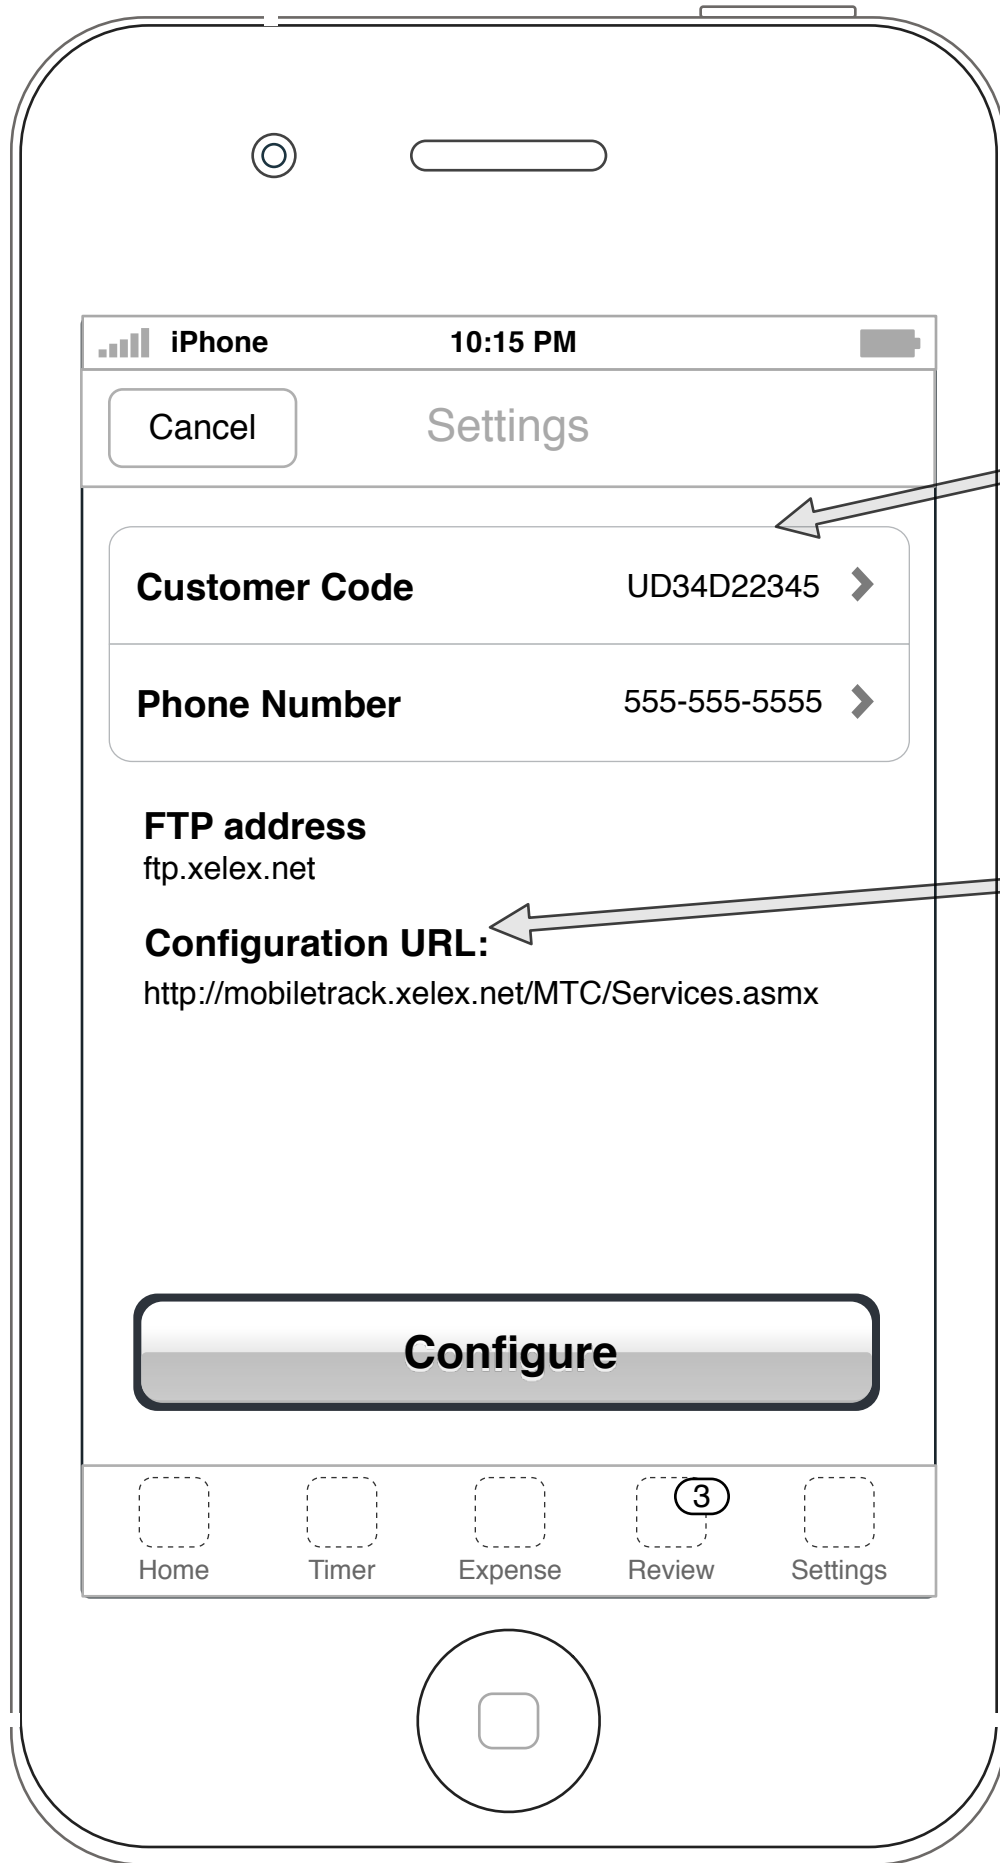 iPhone 10:15 PM
Cancel Settings
Customer Code UD34D22345
Phone Number 555-555-5555
FTP address
ftp.xelex.net
Configuration URL:
http://mobiletrack.xelex.net/MTC/Services.asmx
Configure
3
Home Timer Expense Review Settings